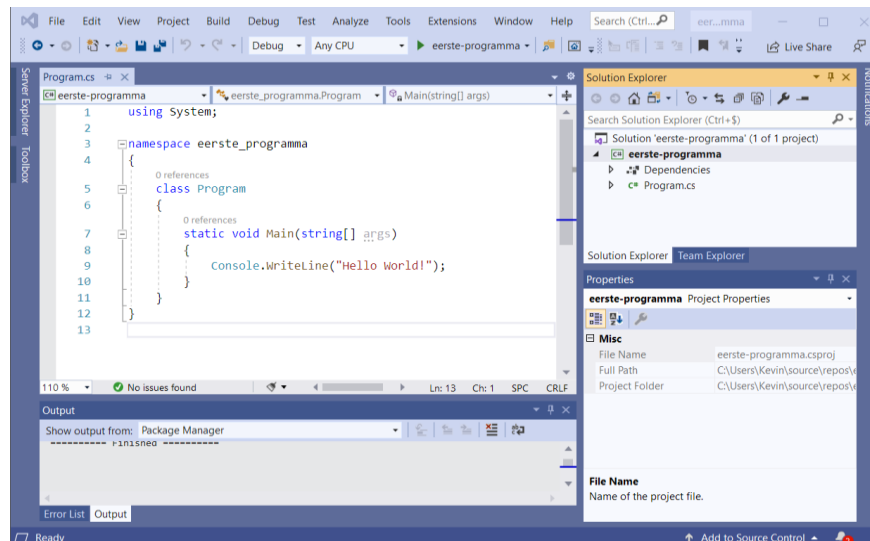 File Edit View Project Build Debug Test Analyze Tools Extensions Window Help Search (Ctrl... eer...mma
Debug Any CPU eerste-programma Live Share
Server Explorer
Toolbox
Program.cs
C# eerste-programma eerste_programma.Program Main(string[] args)
1 using System;
2
3 namespace eerste_programma
4 {
0 references
5 class Program
6 {
0 references
7 static void Main(string[] args)
8 {
9 Console.WriteLine("Hello World!");
10 }
11 }
12 }
13
110 % No issues found Ln: 13 Ch: 1 SPC CRLF
Output
Show output from: Package Manager
========== Finished ==========
Error List Output
Solution Explorer
Search Solution Explorer (Ctrl+$)
Solution 'eerste-programma' (1 of 1 project)
C# eerste-programma
Dependencies
C# Program.cs
Solution Explorer Team Explorer
Properties
eerste-programma Project Properties
Misc
File Name eerste-programma.csproj
Full Path C:\Users\Kevin\source\repos\e
Project Folder C:\Users\Kevin\source\repos\e
File Name
Name of the project file.
Notifications
Ready Add to Source Control 2